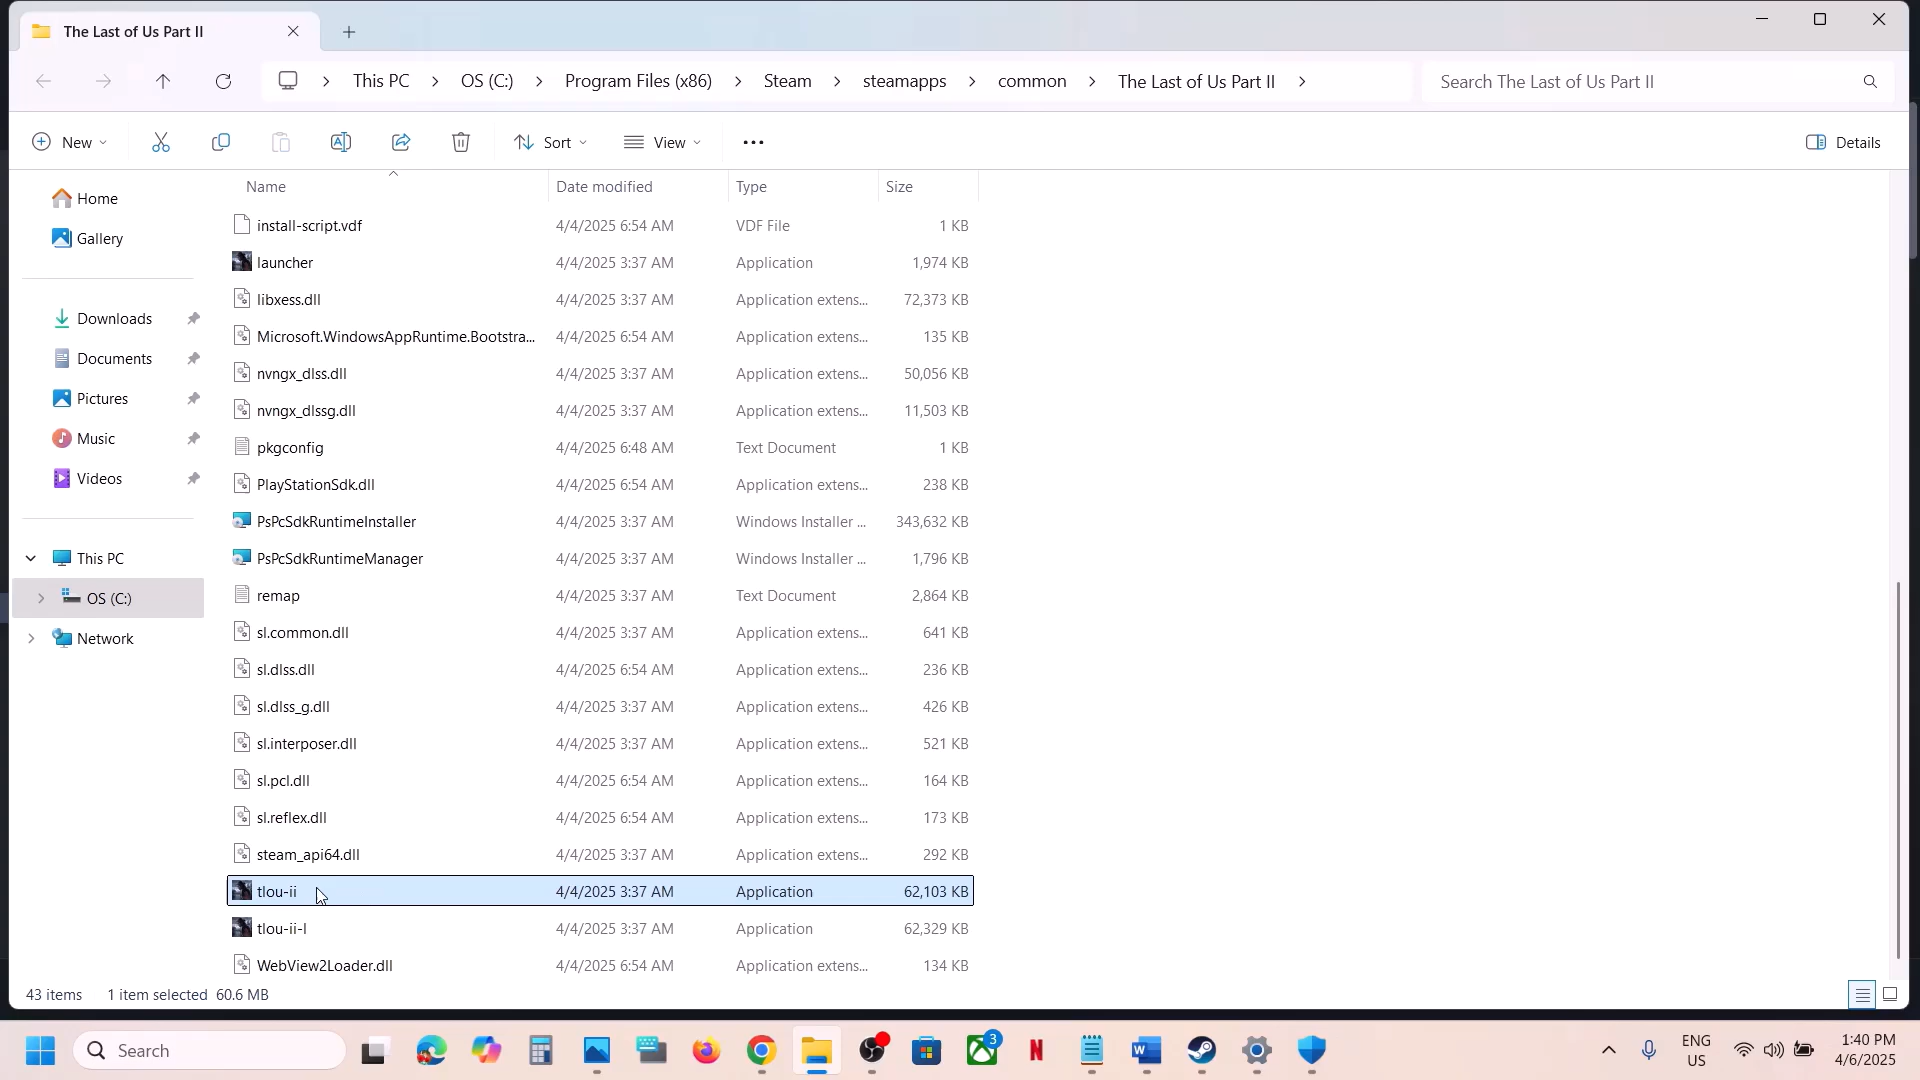 The Last of Us Part II
This PC > OS (C:) > Program Files (x86) > Steam > steamapps > common > The Last of Us Part II >
Search The Last of Us Part II
New
Sort
View
Details
Name Date modified Type Size
Home
Gallery
Downloads
Documents
Pictures
Music
Videos
This PC
OS (C:)
Network
install-script.vdf 4/4/2025 6:54 AM VDF File 1 KB
launcher 4/4/2025 3:37 AM Application 1,974 KB
libxess.dll 4/4/2025 3:37 AM Application extens... 72,373 KB
Microsoft.WindowsAppRuntime.Bootstra... 4/4/2025 6:54 AM Application extens... 135 KB
nvngx_dlss.dll 4/4/2025 3:37 AM Application extens... 50,056 KB
nvngx_dlssg.dll 4/4/2025 3:37 AM Application extens... 11,503 KB
pkgconfig 4/4/2025 6:48 AM Text Document 1 KB
PlayStationSdk.dll 4/4/2025 6:54 AM Application extens... 238 KB
PsPcSdkRuntimeInstaller 4/4/2025 3:37 AM Windows Installer ... 343,632 KB
PsPcSdkRuntimeManager 4/4/2025 3:37 AM Windows Installer ... 1,796 KB
remap 4/4/2025 3:37 AM Text Document 2,864 KB
sl.common.dll 4/4/2025 3:37 AM Application extens... 641 KB
sl.dlss.dll 4/4/2025 6:54 AM Application extens... 236 KB
sl.dlss_g.dll 4/4/2025 3:37 AM Application extens... 426 KB
sl.interposer.dll 4/4/2025 3:37 AM Application extens... 521 KB
sl.pcl.dll 4/4/2025 6:54 AM Application extens... 164 KB
sl.reflex.dll 4/4/2025 6:54 AM Application extens... 173 KB
steam_api64.dll 4/4/2025 3:37 AM Application extens... 292 KB
tlou-ii 4/4/2025 3:37 AM Application 62,103 KB
tlou-ii-l 4/4/2025 3:37 AM Application 62,329 KB
WebView2Loader.dll 4/4/2025 6:54 AM Application extens... 134 KB
43 items 1 item selected 60.6 MB
Search
3
ENG
US
1:40 PM
4/6/2025